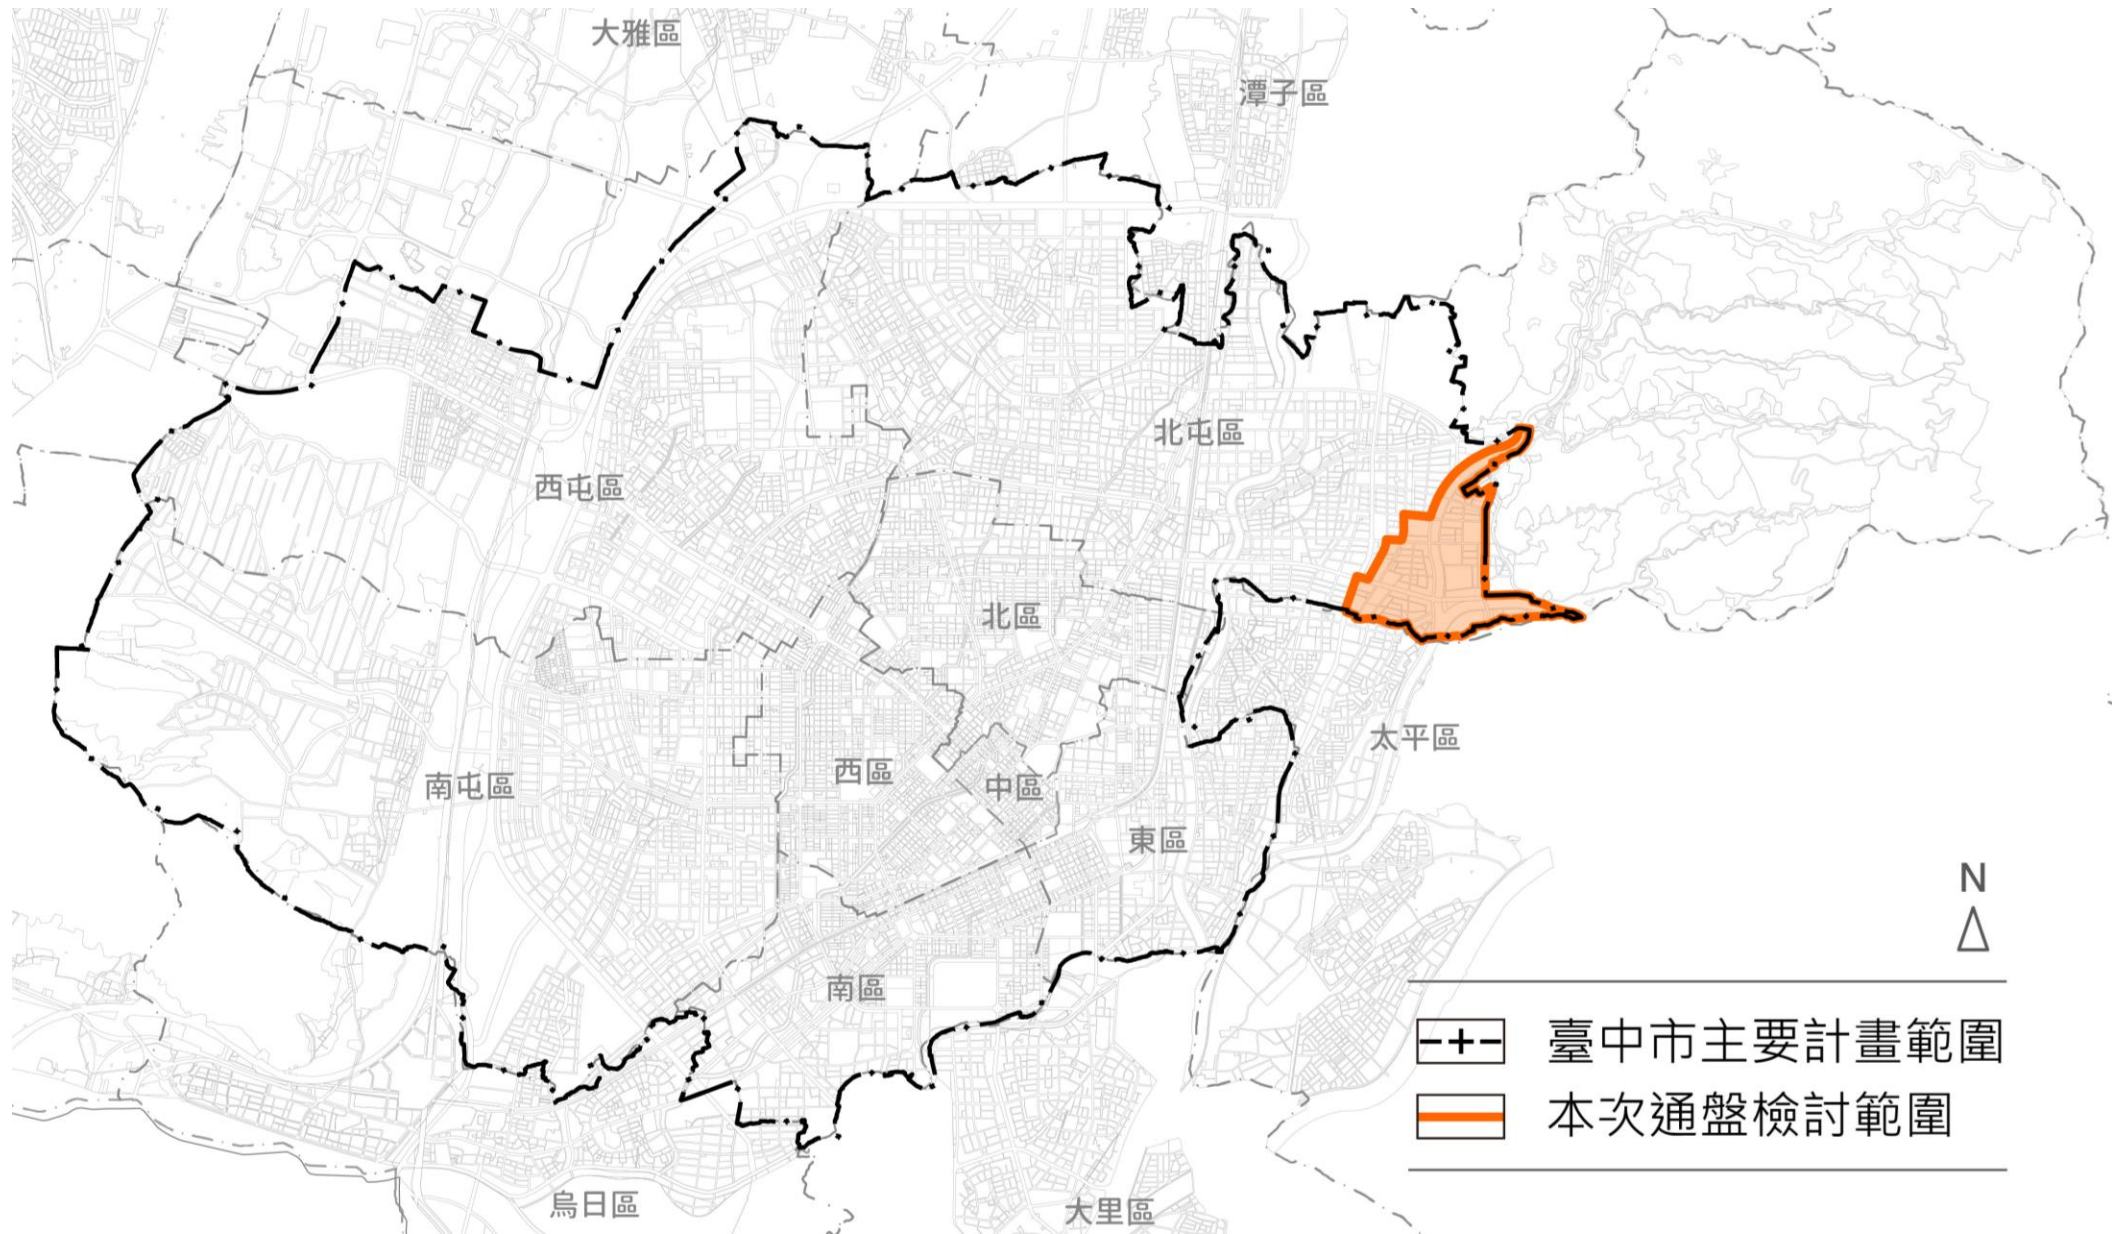 大雅區
潭子區
北屯區
西屯區
北區
太平區
西區
中區
南屯區
東區
南區
烏日區
大里區
N
臺中市主要計畫範圍
本次通盤檢討範圍